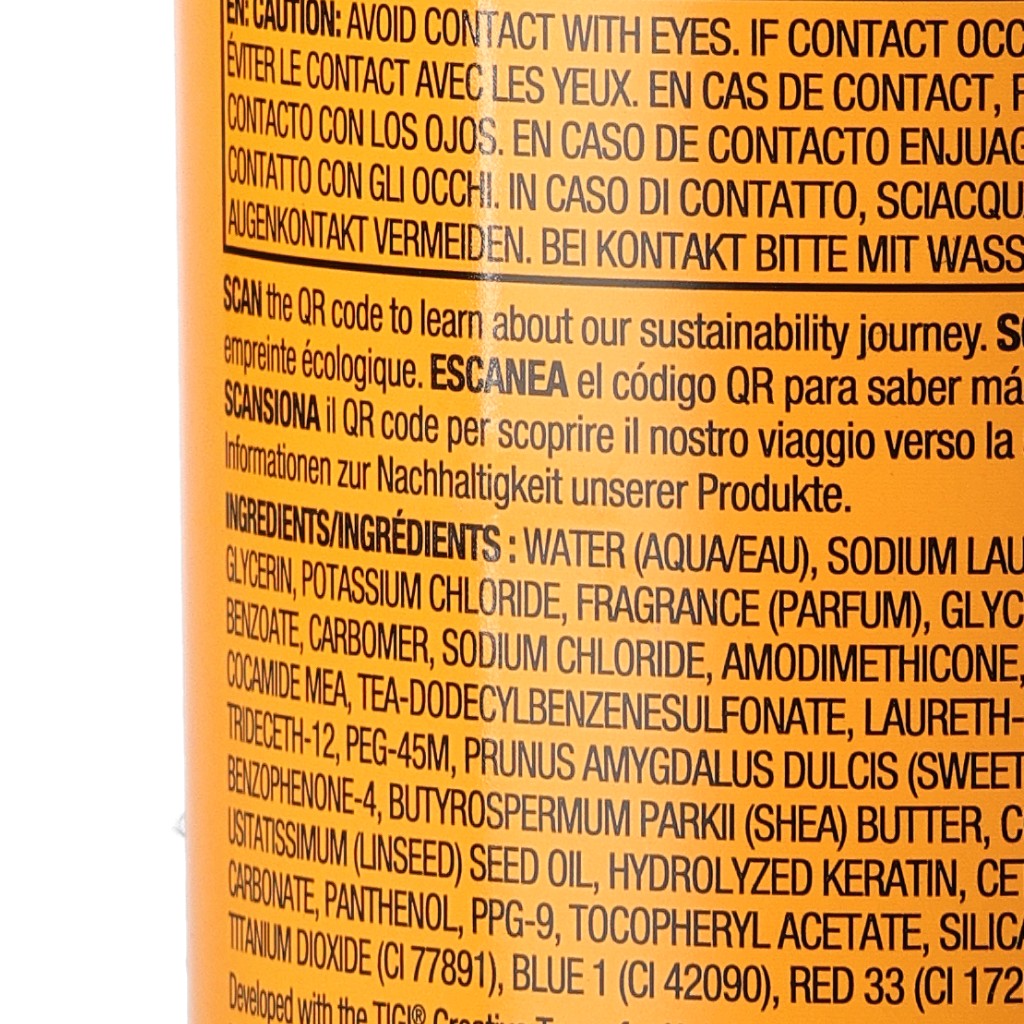 EN: CAUTION: AVOID CONTACT WITH EYES. IF CONTACT OCC
ÉVITER LE CONTACT AVEC LES YEUX. EN CAS DE CONTACT,
CONTACTO CON LOS OJOS. EN CASO DE CONTACTO ENJUAG
CONTATTO CON GLI OCCHI. IN CASO DI CONTATTO, SCIACQU
AUGENKONTAKT VERMEIDEN. BEI KONTAKT BITTE MIT WASS
SCAN the QR code to learn about our sustainability journey.
empreinte écologique. ESCANEA el código QR para saber má
SCANSIONA il QR code per scoprire il nostro viaggio verso la
Informationen zur Nachhaltigkeit unserer Produkte.
INGREDIENTS/INGRÉDIENTS : WATER (AQUA/EAU), SODIUM LAU
GLYCERIN, POTASSIUM CHLORIDE, FRAGRANCE (PARFUM), GLYC
BENZOATE, CARBOMER, SODIUM CHLORIDE, AMODIMETHICONE,
COCAMIDE MEA, TEA-DODECYLBENZENESULFONATE, LAURETH-
TRIDECETH-12, PEG-45M, PRUNUS AMYGDALUS DULCIS (SWEET
BENZOPHENONE-4, BUTYROSPERMUM PARKII (SHEA) BUTTER, C
USITATISSIMUM (LINSEED) SEED OIL, HYDROLYZED KERATIN, CET
CARBONATE, PANTHENOL, PPG-9, TOCOPHERYL ACETATE, SILICA
TITANIUM DIOXIDE (CI 77891), BLUE 1 (CI 42090), RED 33 (CI 172
Developed with the TIGI® Creative